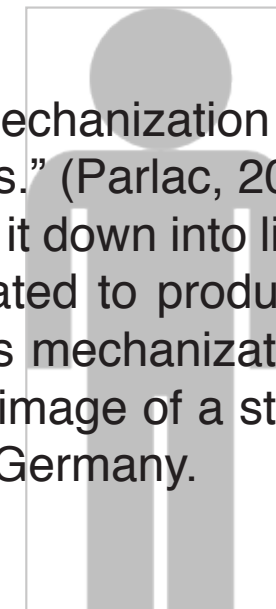 echanization
s.” (Parlac, 20
it down into li
ated to produ
s mechanizat
image of a st
Germany.